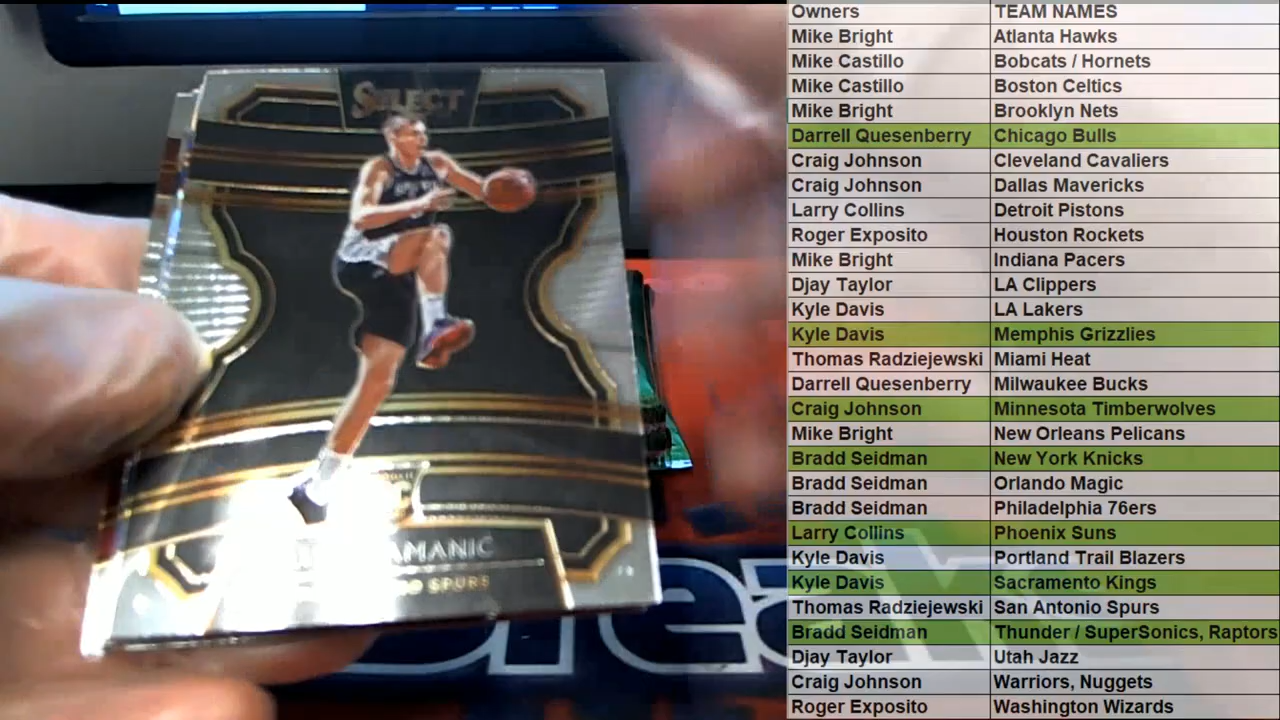 SELECT
SPURS
AMANIC
O SPURS
Owners TEAM NAMES
Mike Bright Atlanta Hawks
Mike Castillo Bobcats / Hornets
Mike Castillo Boston Celtics
Mike Bright Brooklyn Nets
Darrell Quesenberry Chicago Bulls
Craig Johnson Cleveland Cavaliers
Craig Johnson Dallas Mavericks
Larry Collins Detroit Pistons
Roger Exposito Houston Rockets
Mike Bright Indiana Pacers
Djay Taylor LA Clippers
Kyle Davis LA Lakers
Kyle Davis Memphis Grizzlies
Thomas Radziejewski Miami Heat
Darrell Quesenberry Milwaukee Bucks
Craig Johnson Minnesota Timberwolves
Mike Bright New Orleans Pelicans
Bradd Seidman New York Knicks
Bradd Seidman Orlando Magic
Bradd Seidman Philadelphia 76ers
Larry Collins Phoenix Suns
Kyle Davis Portland Trail Blazers
Kyle Davis Sacramento Kings
Thomas Radziejewski San Antonio Spurs
Bradd Seidman Thunder / SuperSonics, Raptors
Djay Taylor Utah Jazz
Craig Johnson Warriors, Nuggets
Roger Exposito Washington Wizards